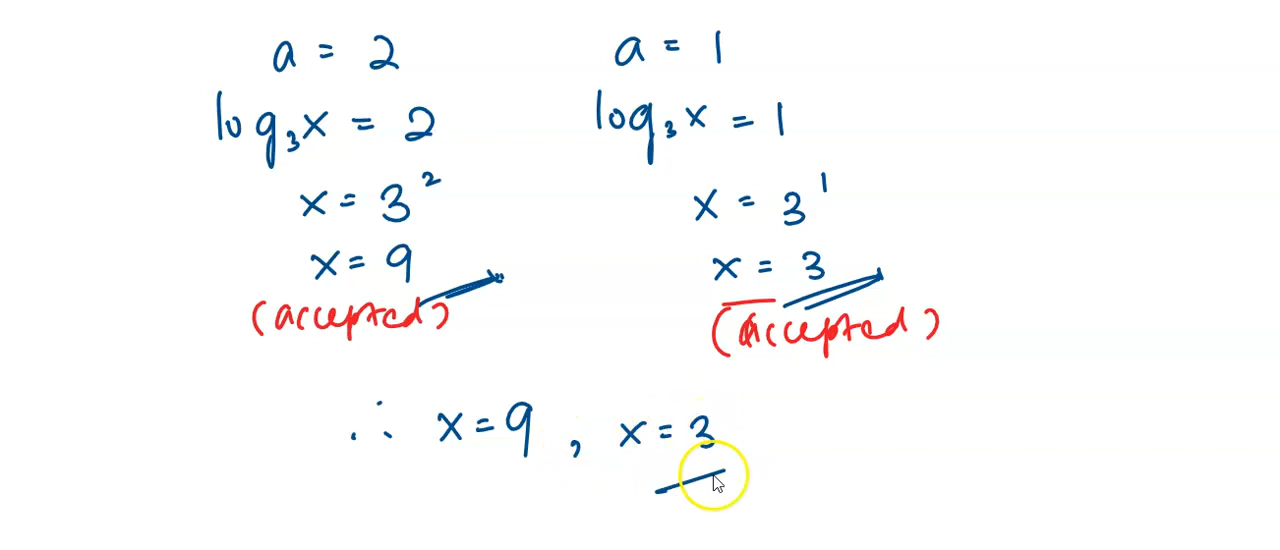 a = 2
log₃x = 2
x = 3²
x = 9
(accepted)
a = 1
log₃x = 1
x = 3¹
x = 3
(accepted)
∴ x = 9 , x = 3